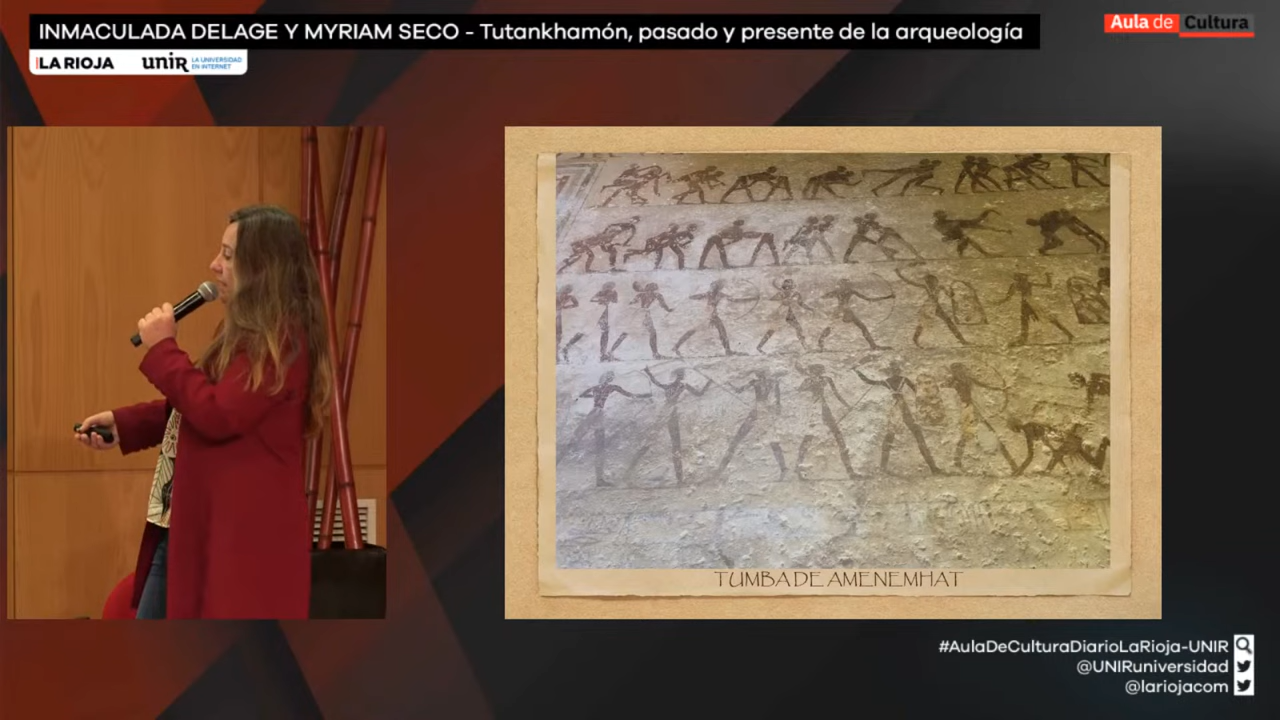 INMACULADA DELAGE Y MYRIAM SECO - Tutankhamón, pasado y presente de la arqueología
Aula de Cultura
LA RIOJA unir LA UNIVERSIDAD
EN INTERNET
TUMBA DE AMENEMHAT
#AulaDeCulturaDiarioLaRioja-UNIR
@UNIRuniversidad
@lariojacom